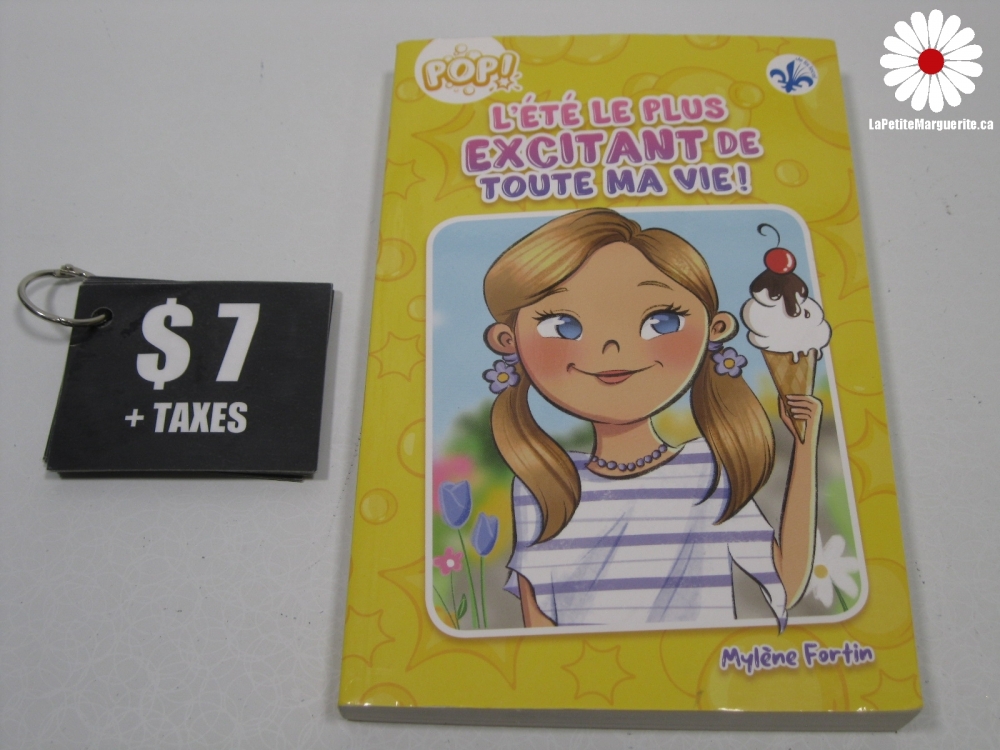 POP!
L'ÉTÉ LE PLUS
EXCITANT DE
TOUTE MA VIE!
Mylène Fortin
$7
+ TAXES
LaPetiteMarguerite.ca